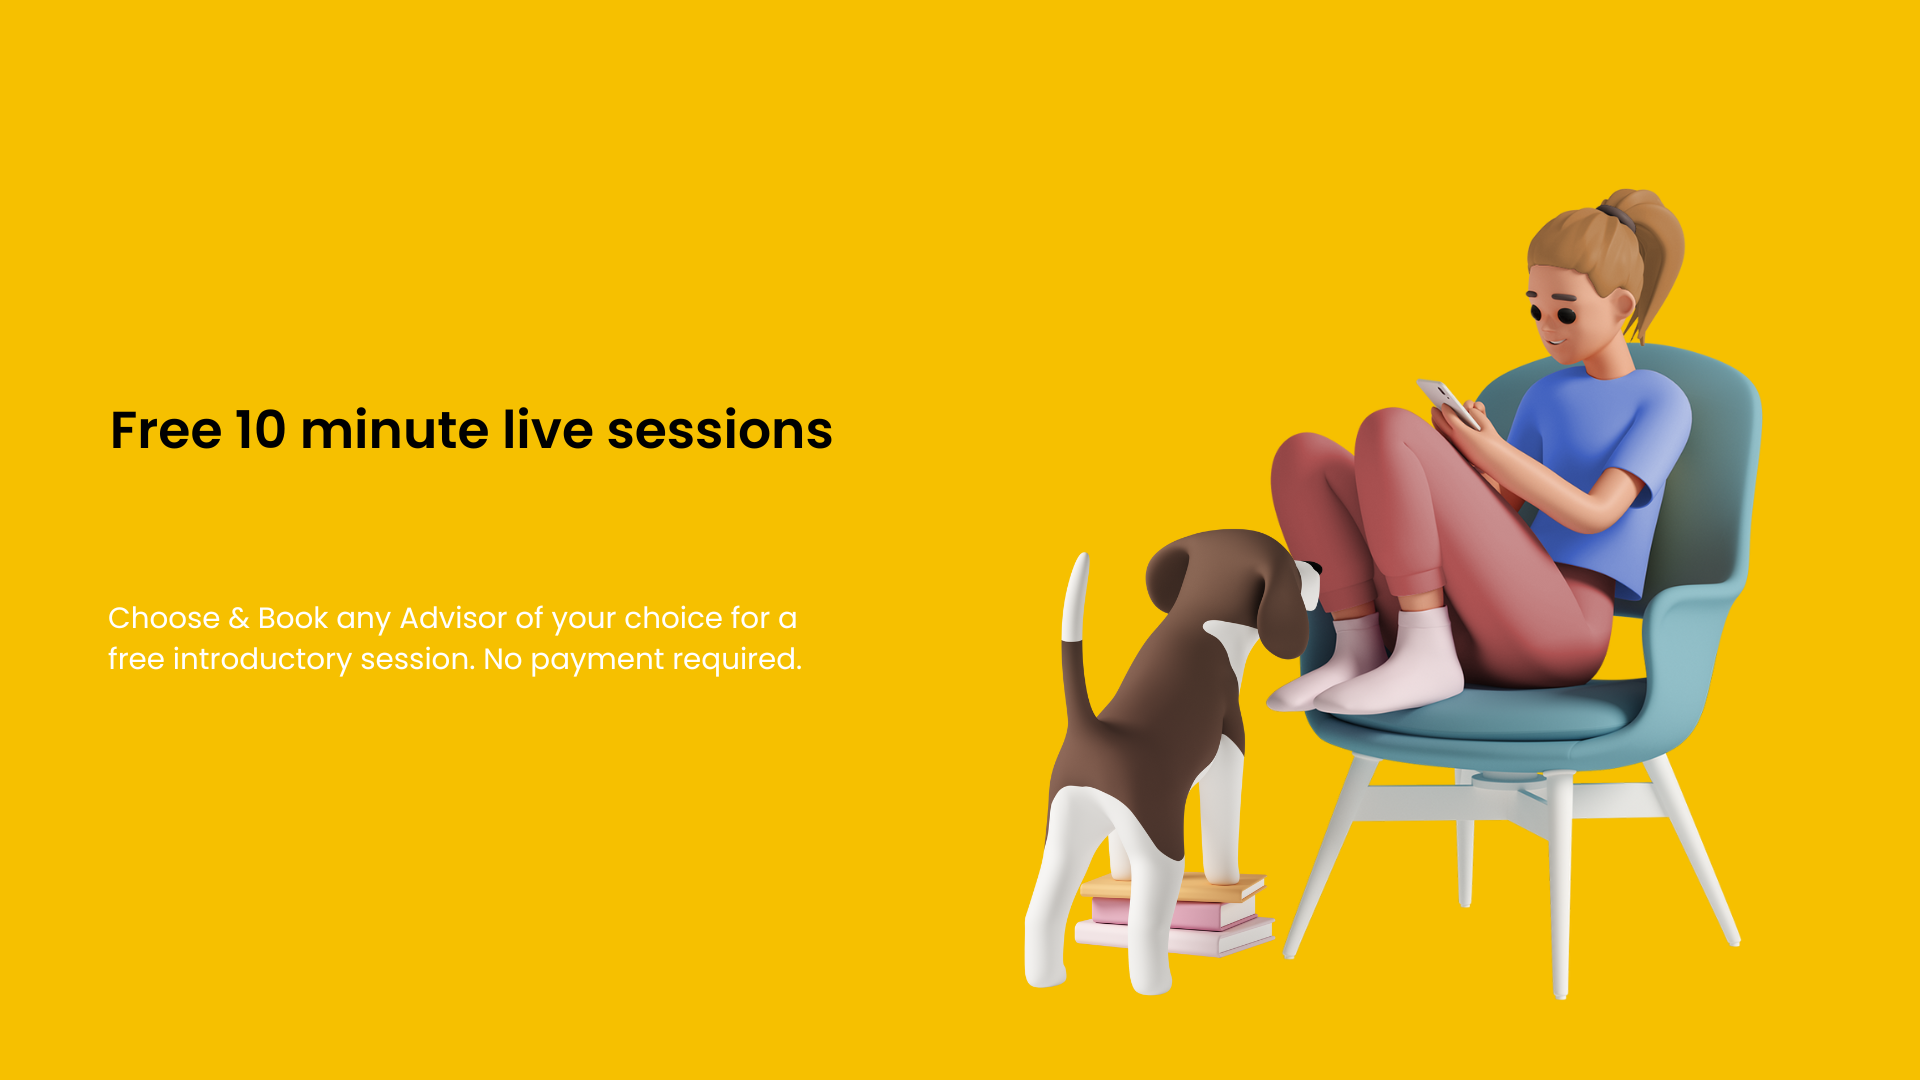 Free 10 minute live sessions
Choose & Book any Advisor of your choice for a
free introductory session. No payment required.